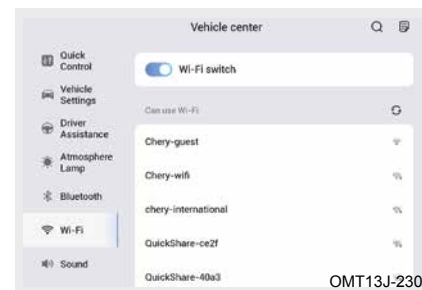 Vehicle center
Quick
Control
Wi-Fi switch
Vehicle
Settings
Can use Wi-Fi
Driver
Assistance
Chery-guest
Atmosphere
Lamp
Chery-wifi
Bluetooth
chery-international
Wi-Fi
QuickShare-ce2f
Sound
QuickShare-40a3
OMT13J-230